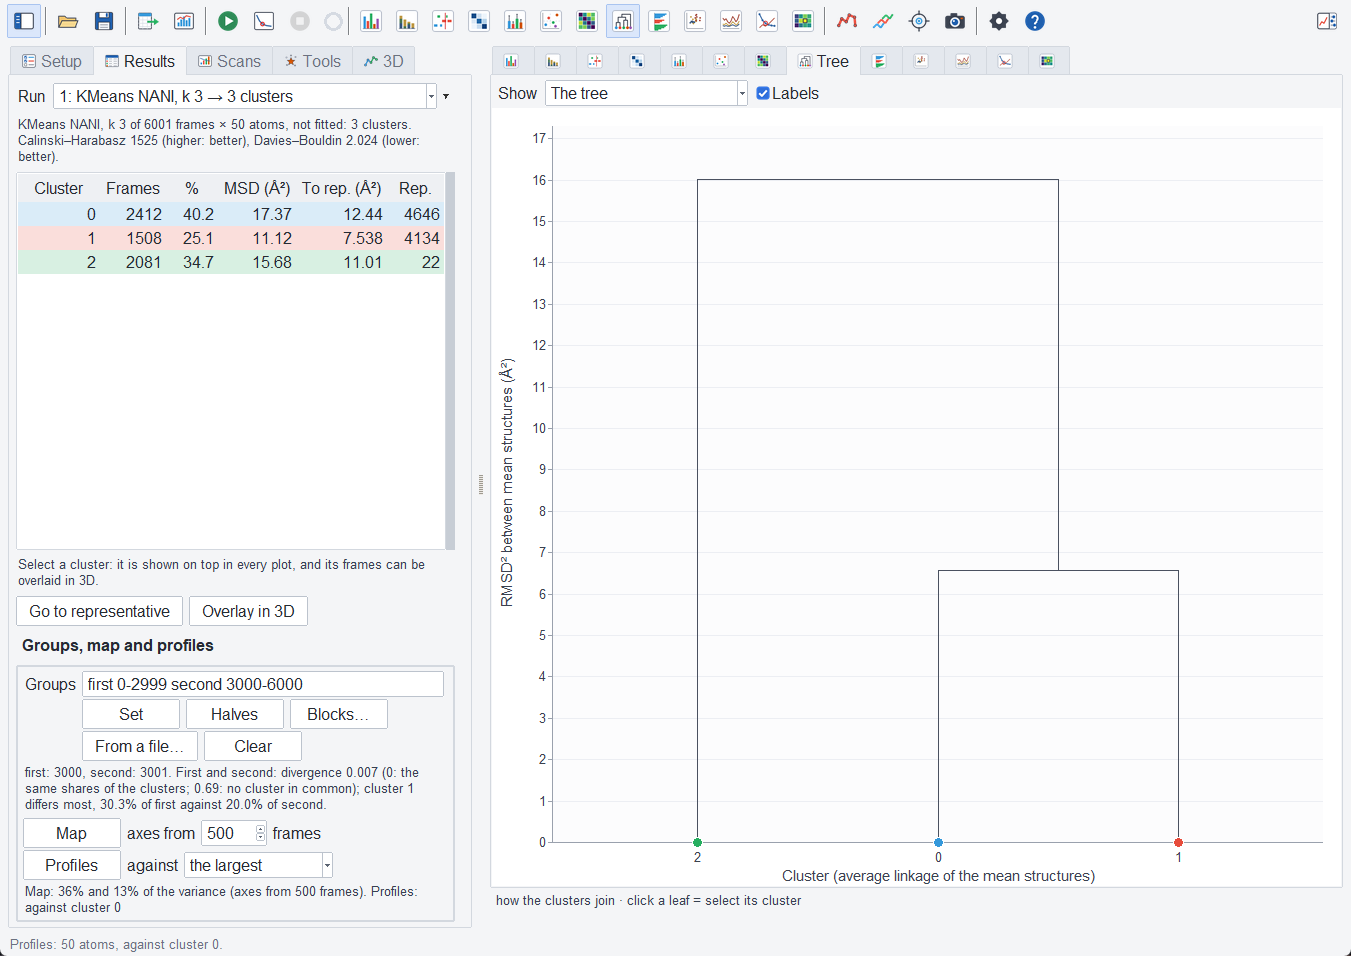 Setup
Results
Scans
Tools
3D
Tree
Run
1: KMeans NANI, k 3 → 3 clusters
KMeans NANI, k 3 of 6001 frames × 50 atoms, not fitted: 3 clusters.
Calinski–Harabasz 1525 (higher: better), Davies–Bouldin 2.024 (lower:
better).
Cluster Frames % MSD (Å²) To rep. (Å²) Rep.
0 2412 40.2 17.37 12.44 4646
1 1508 25.1 11.12 7.538 4134
2 2081 34.7 15.68 11.01 22
Select a cluster: it is shown on top in every plot, and its frames can be
overlaid in 3D.
Go to representative
Overlay in 3D
Groups, map and profiles
Groups
first 0-2999 second 3000-6000
Set
Halves
Blocks…
From a file…
Clear
first: 3000, second: 3001. First and second: divergence 0.007 (0: the
same shares of the clusters; 0.69: no cluster in common); cluster 1
differs most, 30.3% of first against 20.0% of second.
Map
axes from
500
frames
Profiles
against
the largest
Map: 36% and 13% of the variance (axes from 500 frames). Profiles:
against cluster 0
Profiles: 50 atoms, against cluster 0.
Show
The tree
Labels
RMSD² between mean structures (Å²)
17
16
15
14
13
12
11
10
9
8
7
6
5
4
3
2
1
0
2 0 1
Cluster (average linkage of the mean structures)
how the clusters join · click a leaf = select its cluster